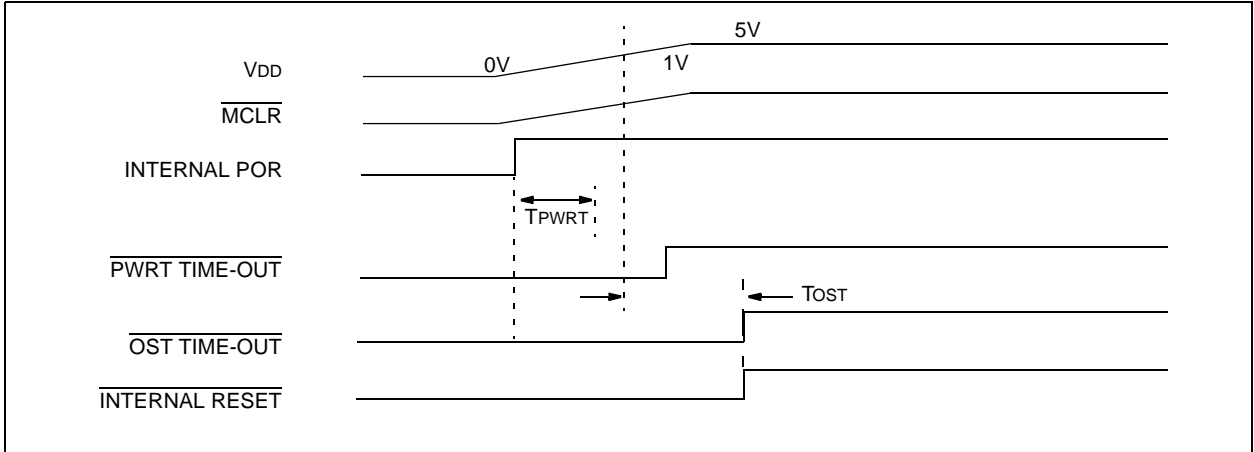 5V
VDD 0V 1V
MCLR
INTERNAL POR
TPWRT
PWRT TIME-OUT
TOST
OST TIME-OUT
INTERNAL RESET